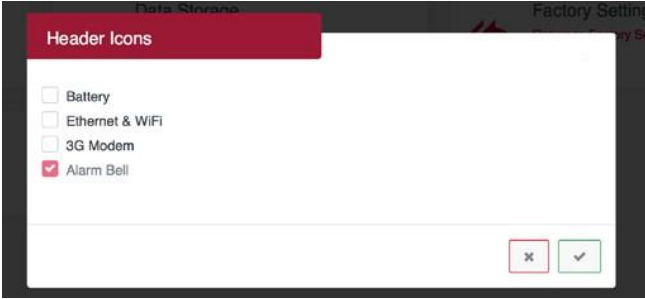 Data Storage
Factory Setting
Header Icons
Battery
Ethernet & WiFi
3G Modem
Alarm Bell